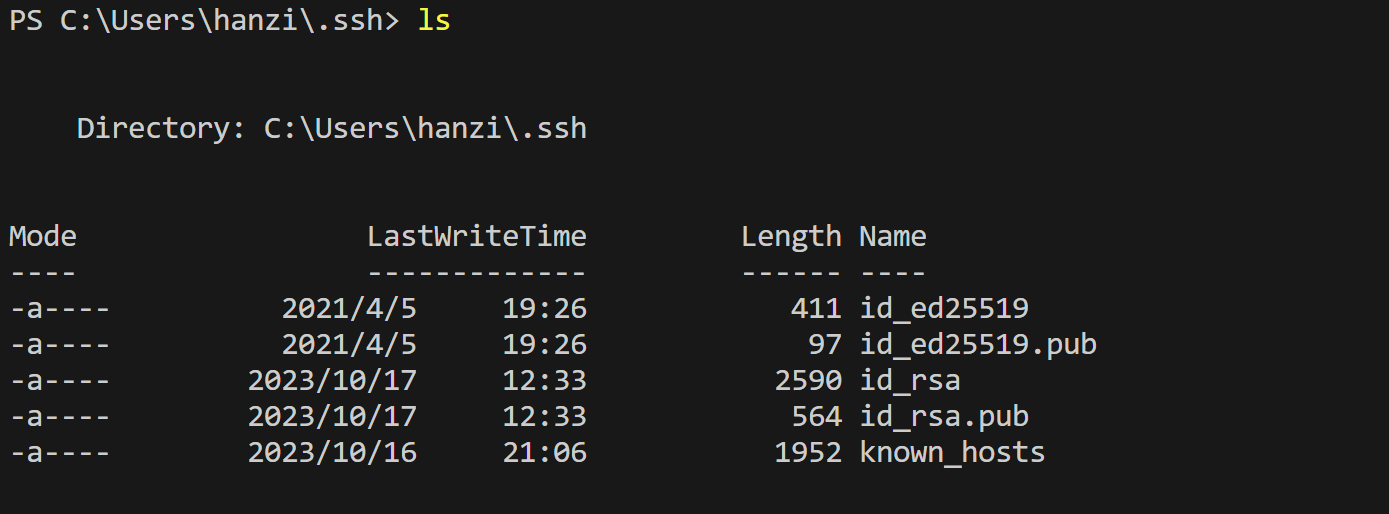 PS C:\Users\hanzi\.ssh> ls
Directory: C:\Users\hanzi\.ssh
Mode LastWriteTime Length Name
---- ------------- ------ ----
-a---- 2021/4/5 19:26 411 id_ed25519
-a---- 2021/4/5 19:26 97 id_ed25519.pub
-a---- 2023/10/17 12:33 2590 id_rsa
-a---- 2023/10/17 12:33 564 id_rsa.pub
-a---- 2023/10/16 21:06 1952 known_hosts